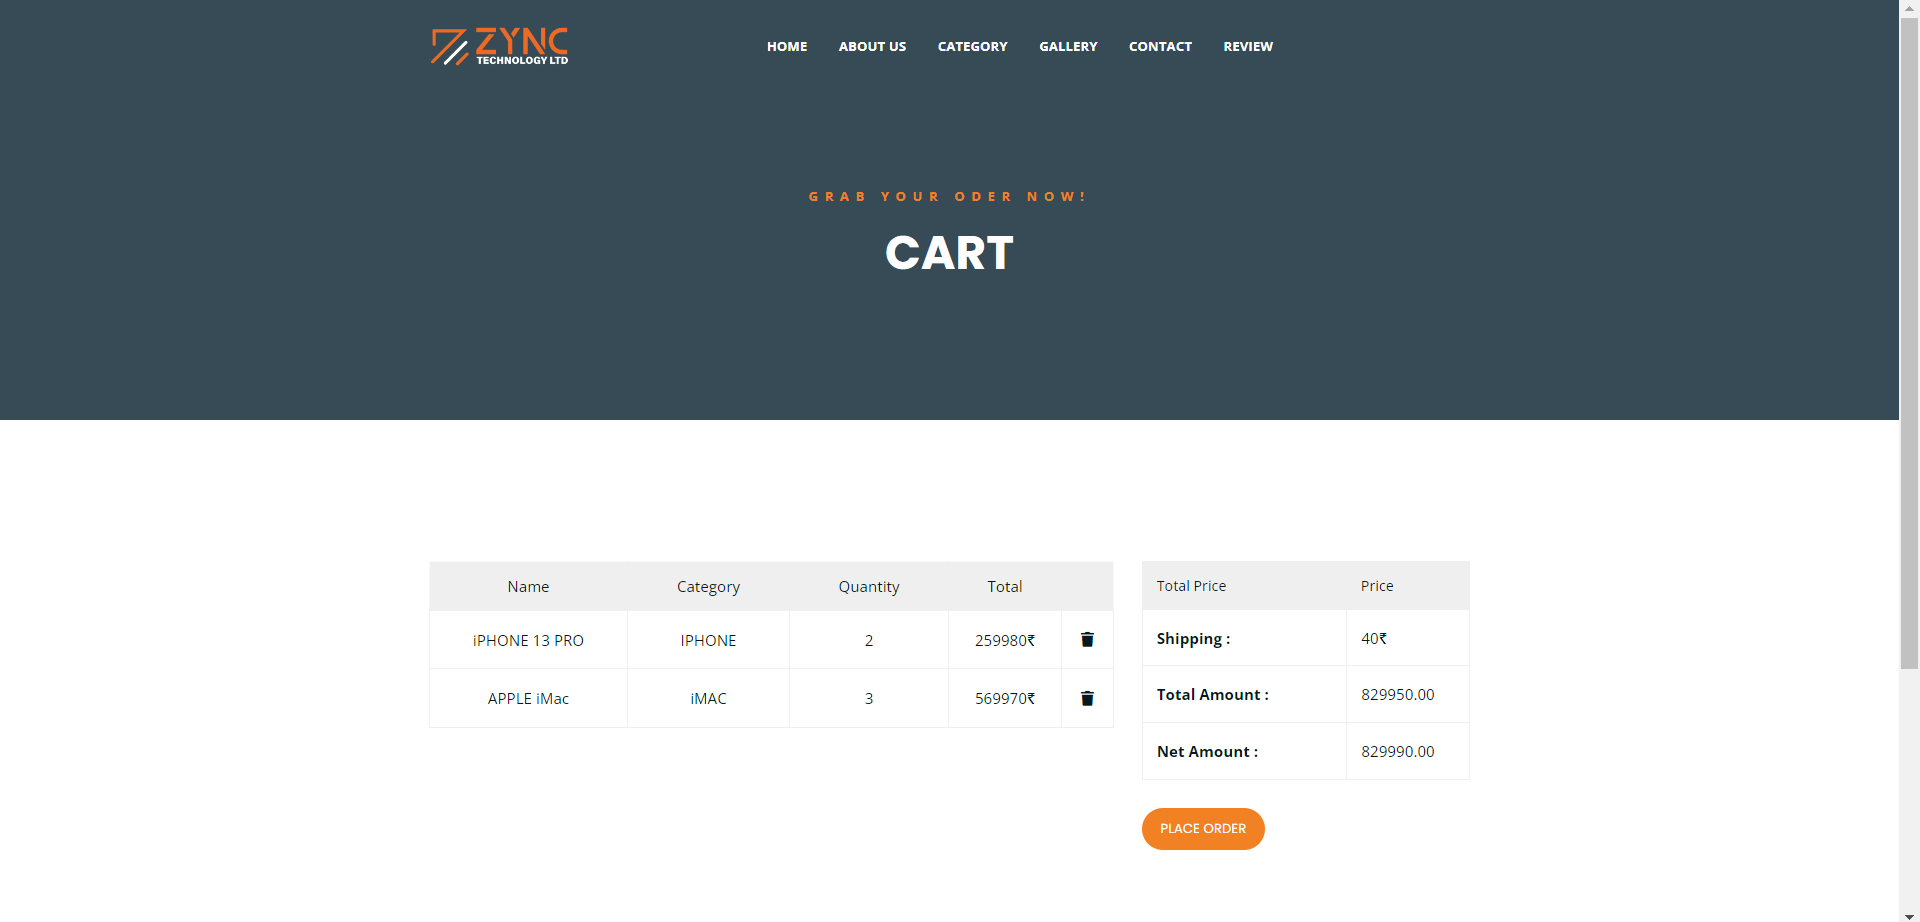 ZYNC
TECHNOLOGY LTD
HOME ABOUT US CATEGORY GALLERY CONTACT REVIEW
GRAB YOUR ODER NOW!
CART
Name Category Quantity Total
iPHONE 13 PRO IPHONE 2 259980₹
APPLE iMac iMAC 3 569970₹
Total Price Price
Shipping : 40₹
Total Amount : 829950.00
Net Amount : 829990.00
PLACE ORDER